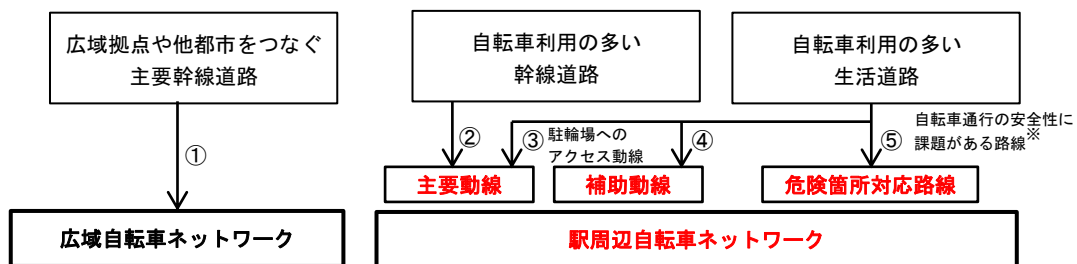 広域拠点や他都市をつなぐ
主要幹線道路
自転車利用の多い
幹線道路
自転車利用の多い
生活道路
①
②
③
駐輪場への
アクセス動線
④
⑤
自転車通行の安全性に
課題がある路線※
主要動線
補助動線
危険箇所対応路線
広域自転車ネットワーク
駅周辺自転車ネットワーク